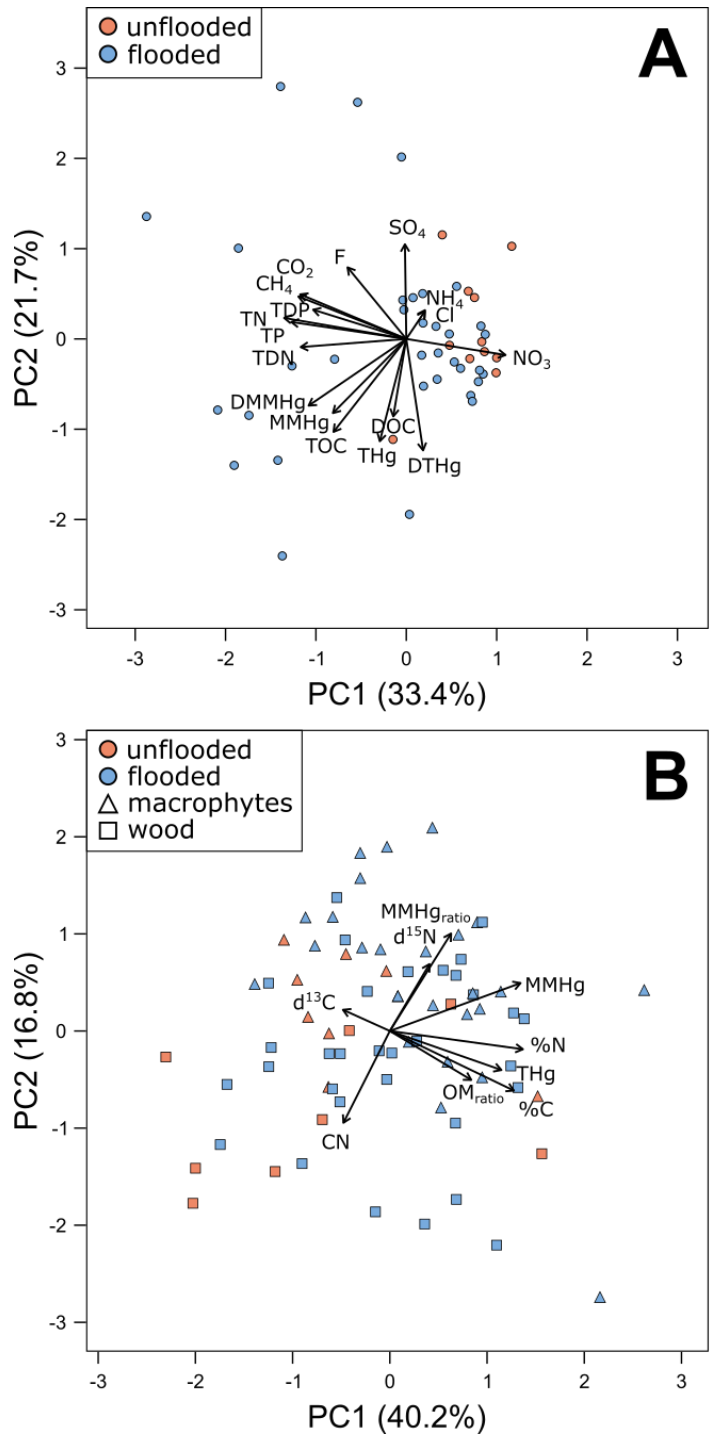 unflooded
flooded
A
3
2
1
0
-1
-2
-3
PC2 (21.7%)
SO₄
F
CO₂
CH₄
TDP
NH₄
Cl
TN
TP
TDN
NO₃
DMMHg
MMHg
DOC
TOC
THg
DTHg
-3 -2 -1 0 1 2 3
PC1 (33.4%)
unflooded
flooded
macrophytes
wood
B
3
2
1
0
-1
-2
-3
PC2 (16.8%)
MMHgratio
d¹⁵N
MMHg
d¹³C
%N
THg
OMratio
%C
CN
-3 -2 -1 0 1 2 3
PC1 (40.2%)